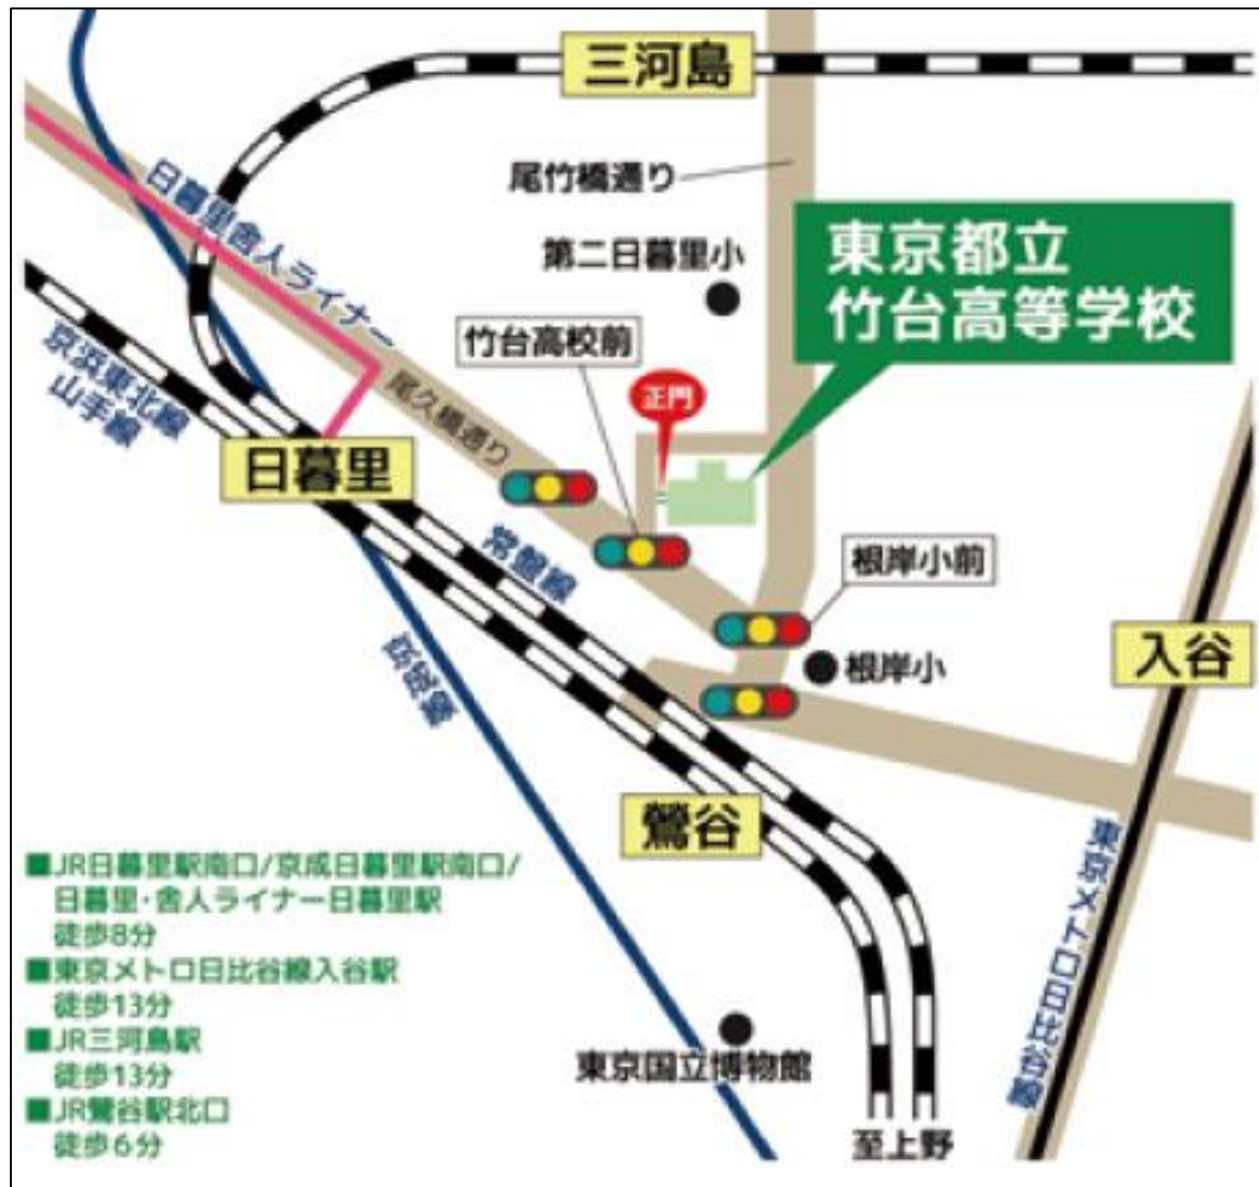 三河島
尾竹橋通り
日暮里舎人ライナー
第二日暮里小
東京都立
竹台高等学校
竹台高校前
京浜東北線
山手線
正門
尾久橋通り
日暮里
常盤線
根岸小前
京成線
根岸小
入谷
鶯谷
■JR日暮里駅南口/京成日暮里駅南口/
日暮里・舎人ライナー日暮里駅
徒歩8分
■東京メトロ日比谷線入谷駅
徒歩13分
■JR三河島駅
徒歩13分
■JR鶯谷駅北口
徒歩6分
東京メトロ日比谷線
東京国立博物館
至上野